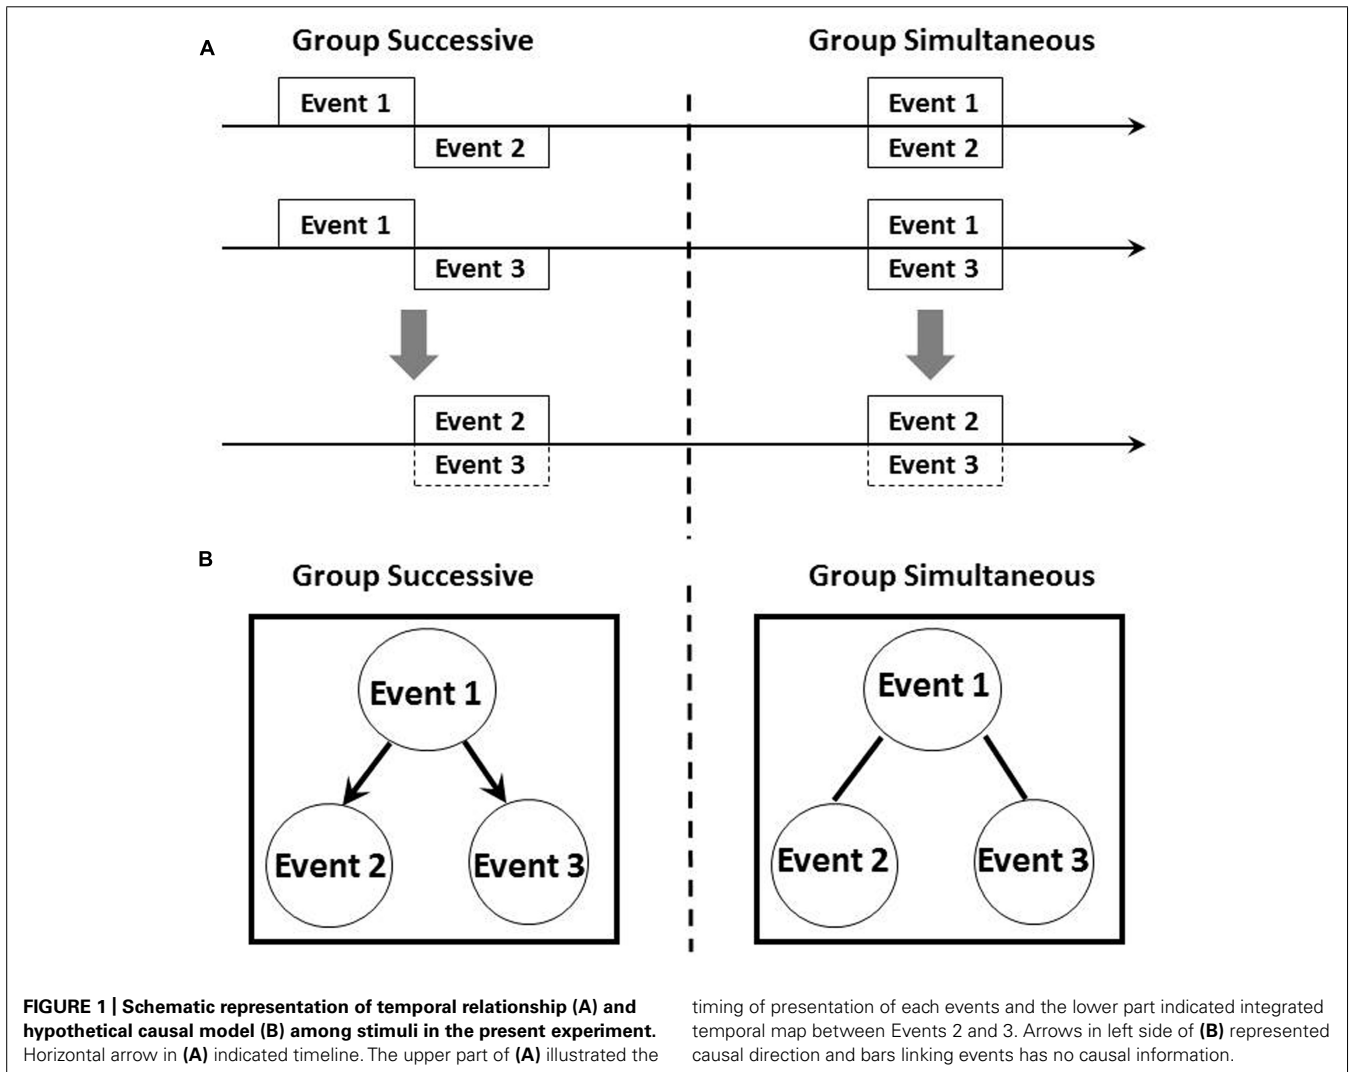 A
Group Successive
Group Simultaneous
Event 1
Event 1
Event 2
Event 2
Event 1
Event 1
Event 3
Event 3
Event 2
Event 2
Event 3
Event 3
B
Group Successive
Group Simultaneous
Event 1
Event 1
Event 2
Event 3
Event 2
Event 3
FIGURE 1 | Schematic representation of temporal relationship (A) and
hypothetical causal model (B) among stimuli in the present experiment.
Horizontal arrow in (A) indicated timeline. The upper part of (A) illustrated the
timing of presentation of each events and the lower part indicated integrated
temporal map between Events 2 and 3. Arrows in left side of (B) represented
causal direction and bars linking events has no causal information.